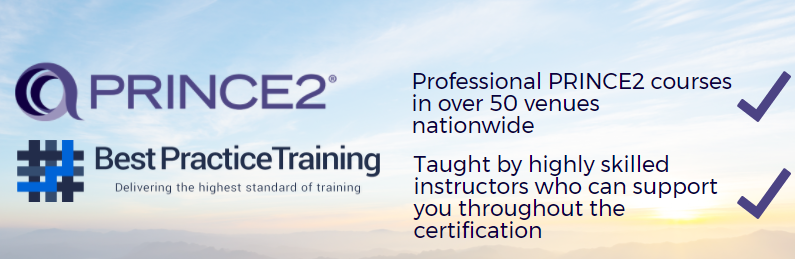 PRINCE2®
Best Practice Training
Delivering the highest standard of training
Professional PRINCE2 courses
in over 50 venues
nationwide
Taught by highly skilled
instructors who can support
you throughout the
certification